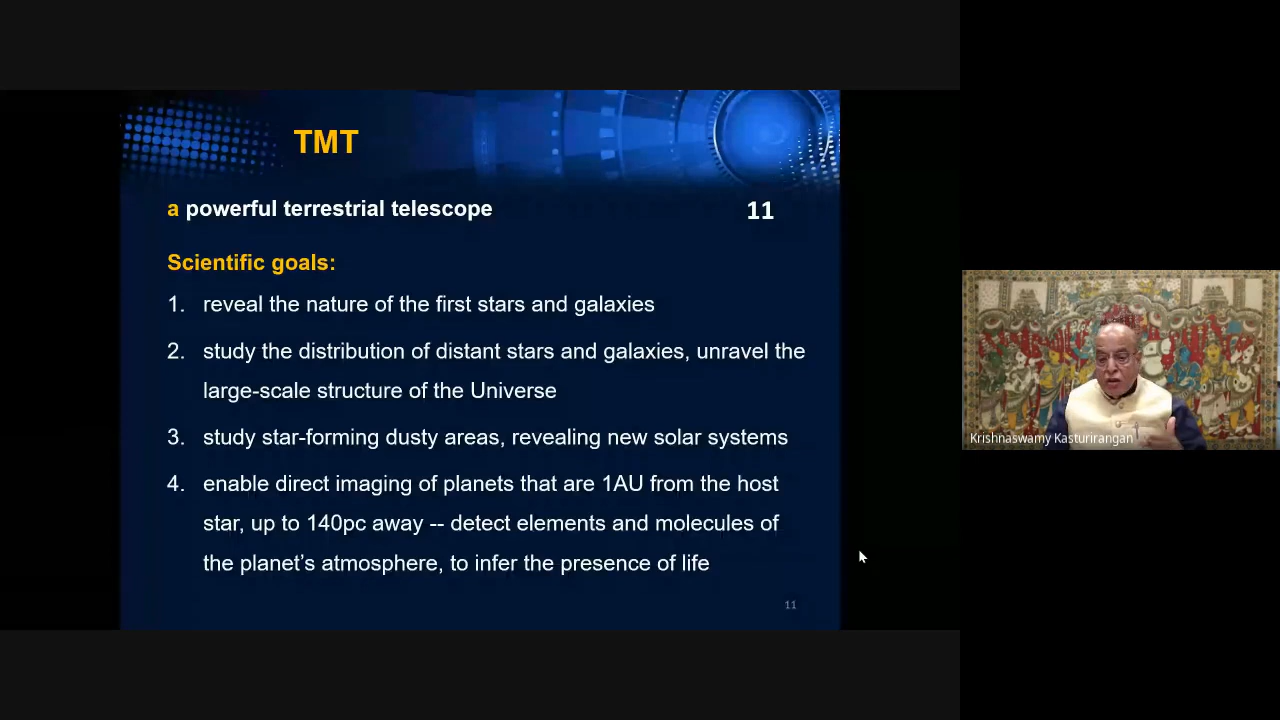 TMT
a powerful terrestrial telescope
11
Scientific goals:
1. reveal the nature of the first stars and galaxies
2. study the distribution of distant stars and galaxies, unravel the
large-scale structure of the Universe
3. study star-forming dusty areas, revealing new solar systems
4. enable direct imaging of planets that are 1AU from the host
star, up to 140pc away -- detect elements and molecules of
the planet's atmosphere, to infer the presence of life
11
Krishnaswamy Kasturirangan